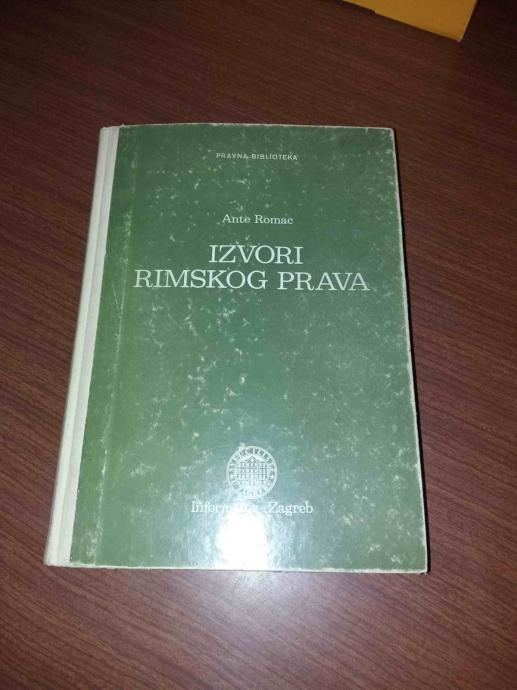 PRAVNA BIBLIOTEKA
Ante Romac
IZVORI
RIMSKOG PRAVA
Zagreb